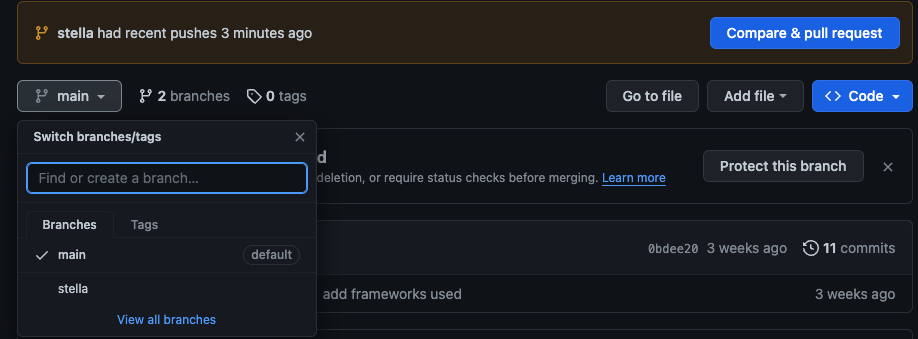 stella had recent pushes 3 minutes ago
Compare & pull request
main
2 branches
0 tags
Go to file
Add file
Code
Switch branches/tags
Find or create a branch...
Branches
Tags
main
default
stella
View all branches
d
deletion, or require status checks before merging. Learn more
Protect this branch
0bdee20 3 weeks ago
11 commits
add frameworks used
3 weeks ago